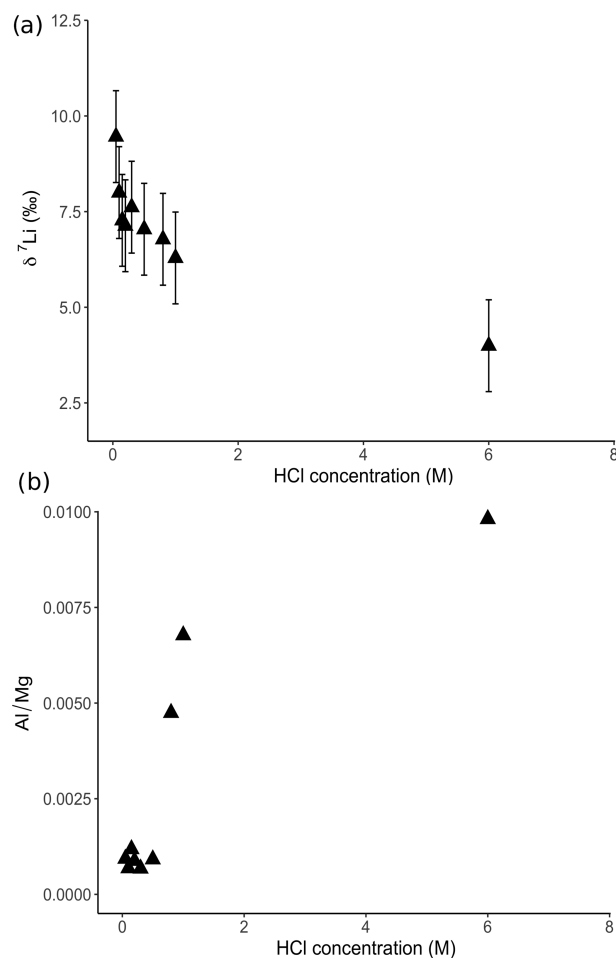 (a)
12.5
10.0
7.5
5.0
2.5
δ ⁷Li (‰)
0 2 4 6 8
HCl concentration (M)
(b)
0.0100
0.0075
0.0050
0.0025
0.0000
Al/Mg
0 2 4 6 8
HCl concentration (M)